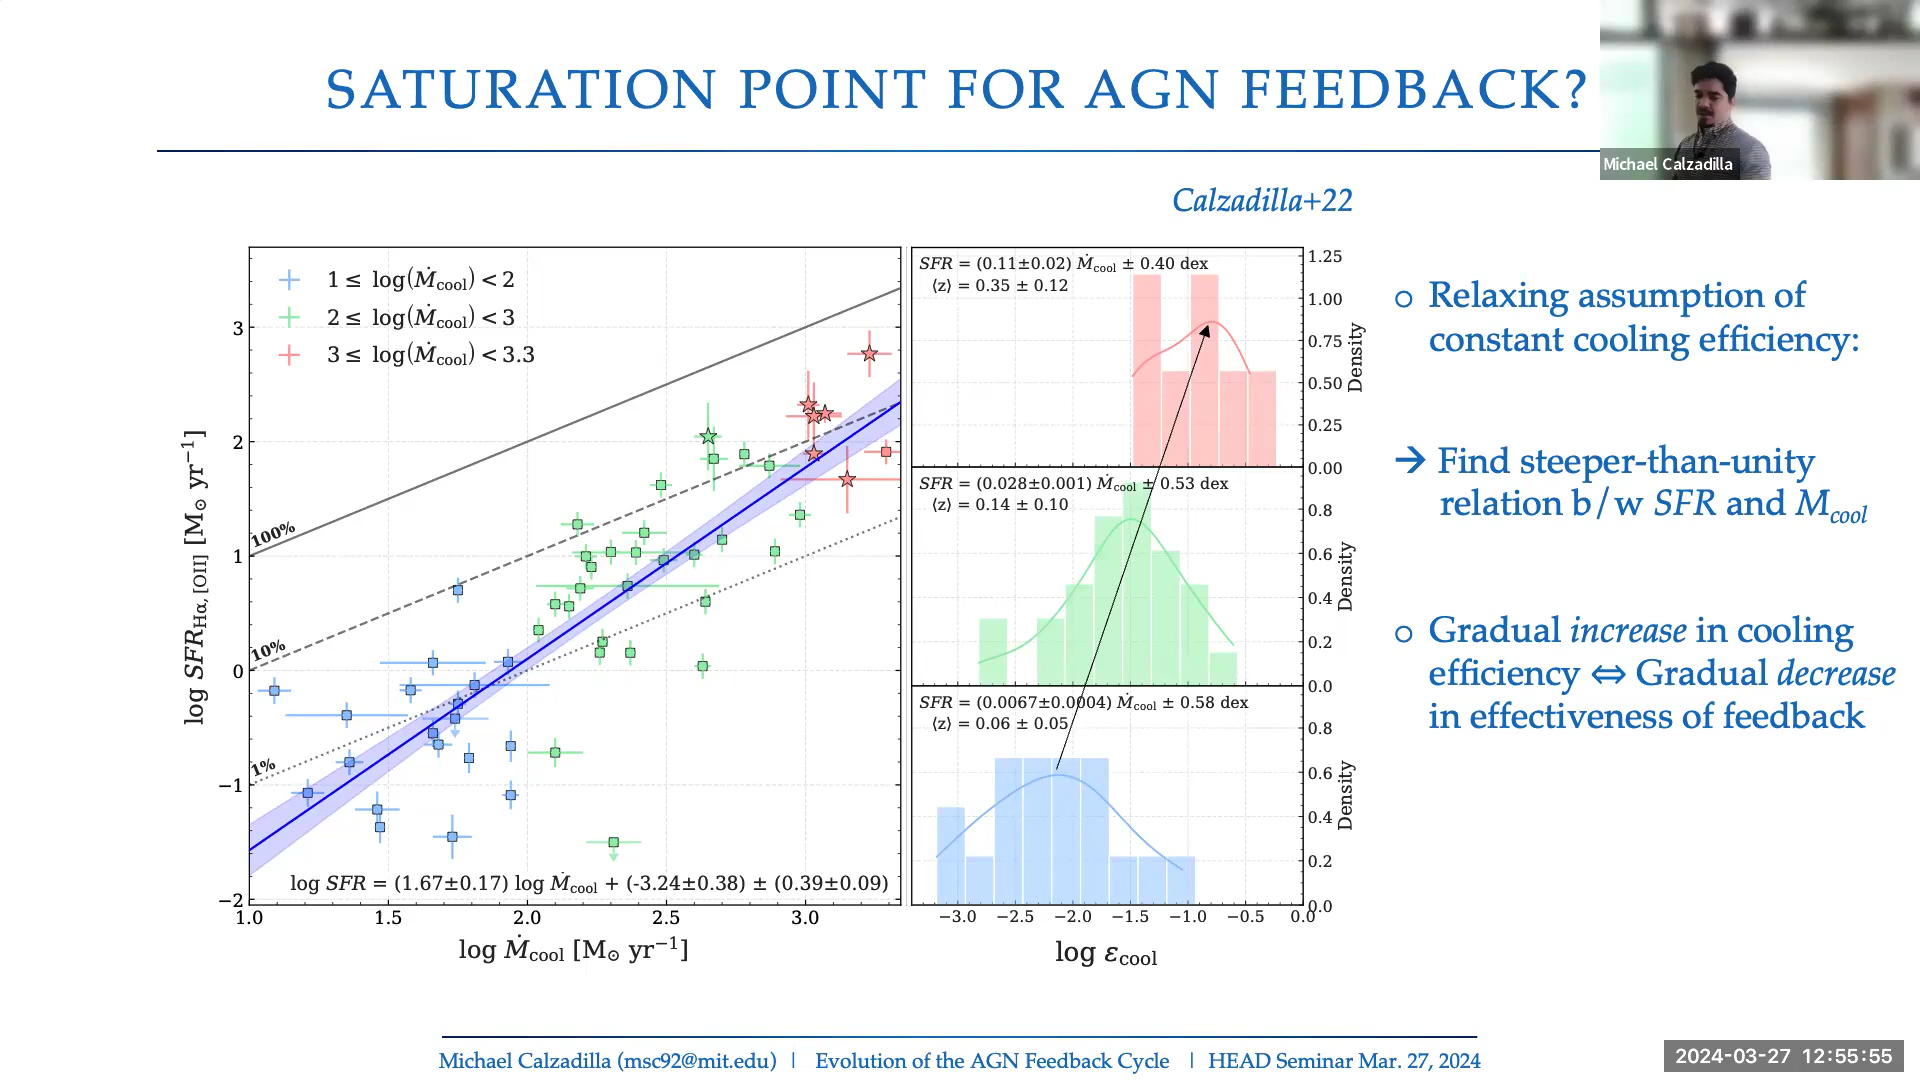 SATURATION POINT FOR AGN FEEDBACK?
Michael Calzadilla
Calzadilla+22
1 ≤ log(Ṁcool) < 2
2 ≤ log(Ṁcool) < 3
3 ≤ log(Ṁcool) < 3.3
100%
10%
1%
log SFR = (1.67±0.17) log Ṁcool + (-3.24±0.38) ± (0.39±0.09)
3
2
1
0
−1
−2
1.0 1.5 2.0 2.5 3.0
log Ṁcool [M⊙ yr−1]
log SFRHα, [OII] [M⊙ yr−1]
SFR = (0.11±0.02) Ṁcool ± 0.40 dex
⟨z⟩ = 0.35 ± 0.12
1.25
1.00
0.75
0.50
0.25
0.00
Density
SFR = (0.028±0.001) Ṁcool ± 0.53 dex
⟨z⟩ = 0.14 ± 0.10
0.8
0.6
0.4
0.2
0.0
Density
SFR = (0.0067±0.0004) Ṁcool ± 0.58 dex
⟨z⟩ = 0.06 ± 0.05
0.8
0.6
0.4
0.2
0.0
Density
−3.0 −2.5 −2.0 −1.5 −1.0 −0.5 0.0
log εcool
○ Relaxing assumption of
constant cooling efficiency:
→ Find steeper-than-unity
relation b/w SFR and Mcool
○ Gradual increase in cooling
efficiency ⇔ Gradual decrease
in effectiveness of feedback
Michael Calzadilla (msc92@mit.edu) | Evolution of the AGN Feedback Cycle | HEAD Seminar Mar. 27, 2024
2024-03-27 12:55:55